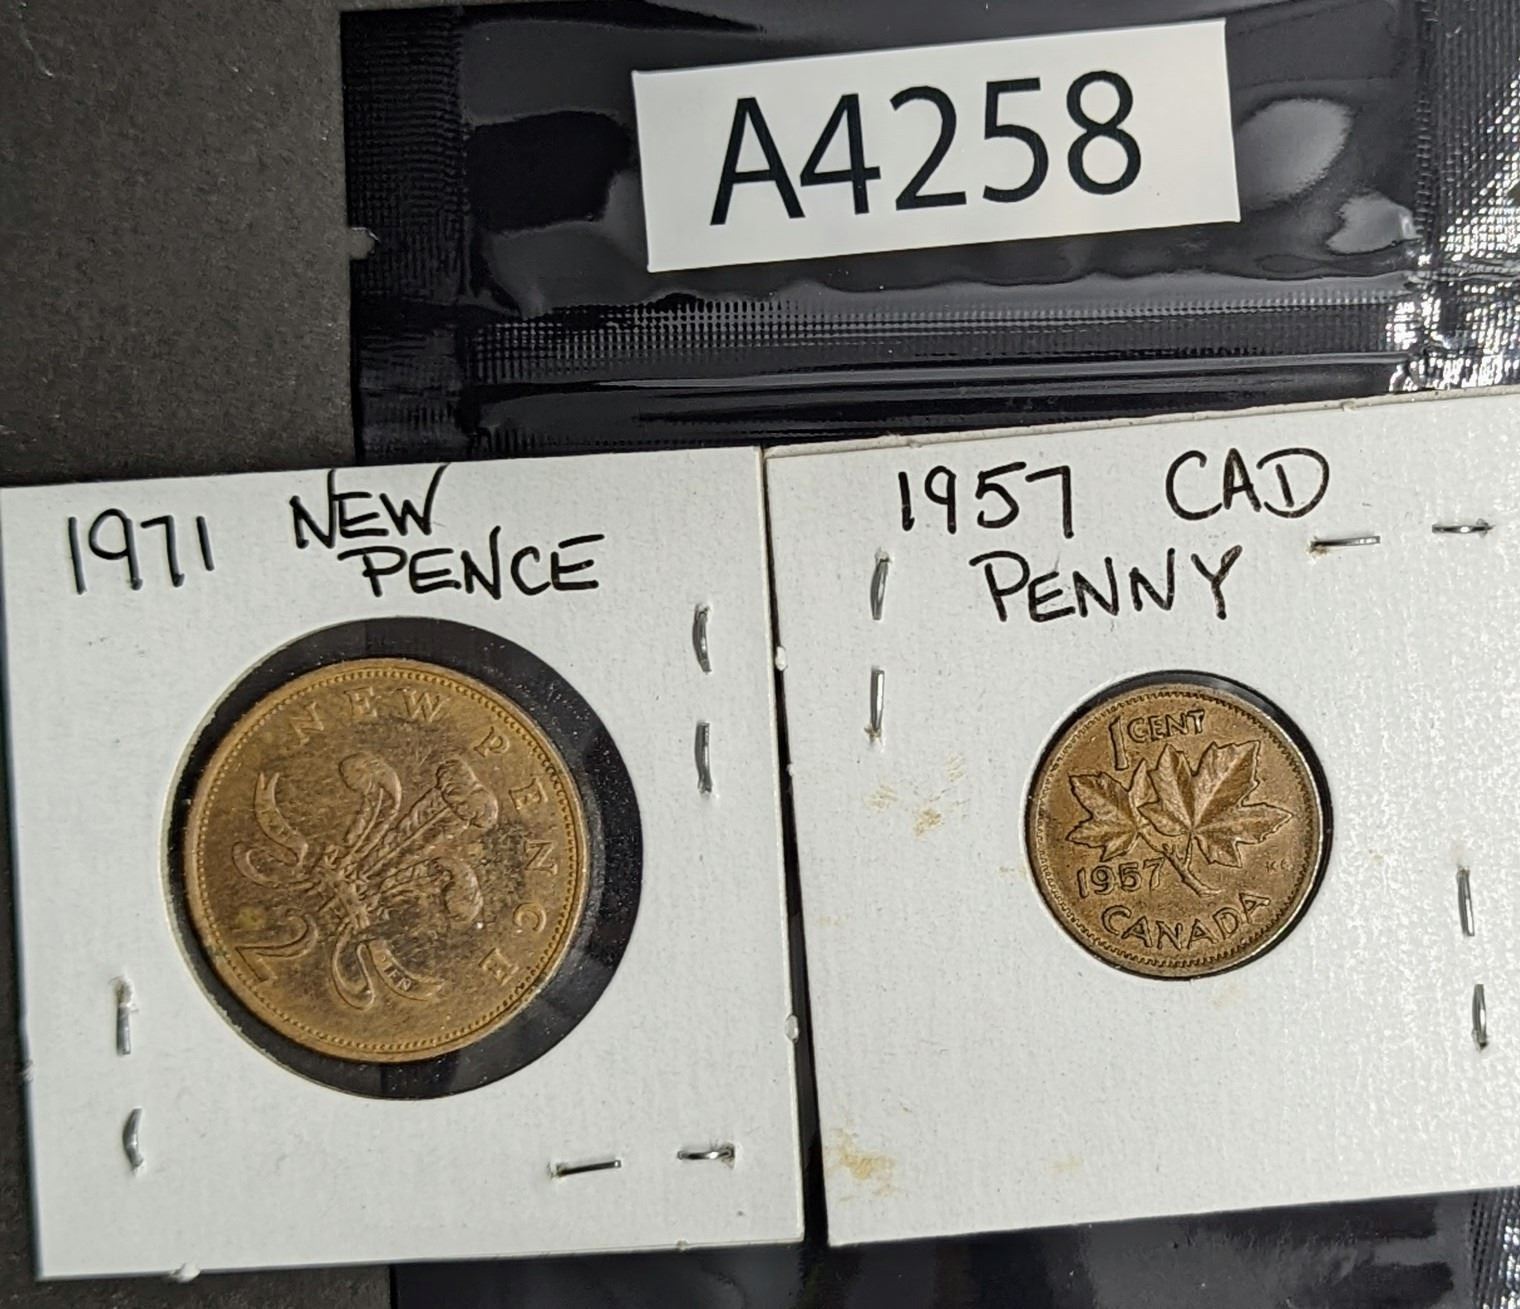 A4258
1971 NEW
PENCE
NEW PENCE
2
1957 CAD
PENNY
1 CENT
1957
CANADA